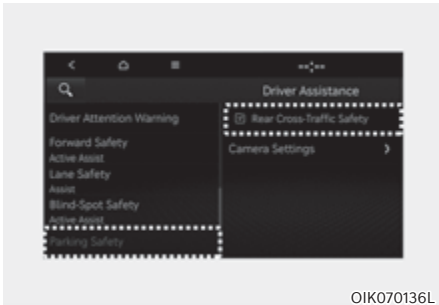 --:--
Driver Assistance
Driver Attention Warning
Forward Safety
Active Assist
Lane Safety
Assist
Blind-Spot Safety
Active Assist
Parking Safety
Rear Cross-Traffic Safety
Camera Settings
OIK070136L